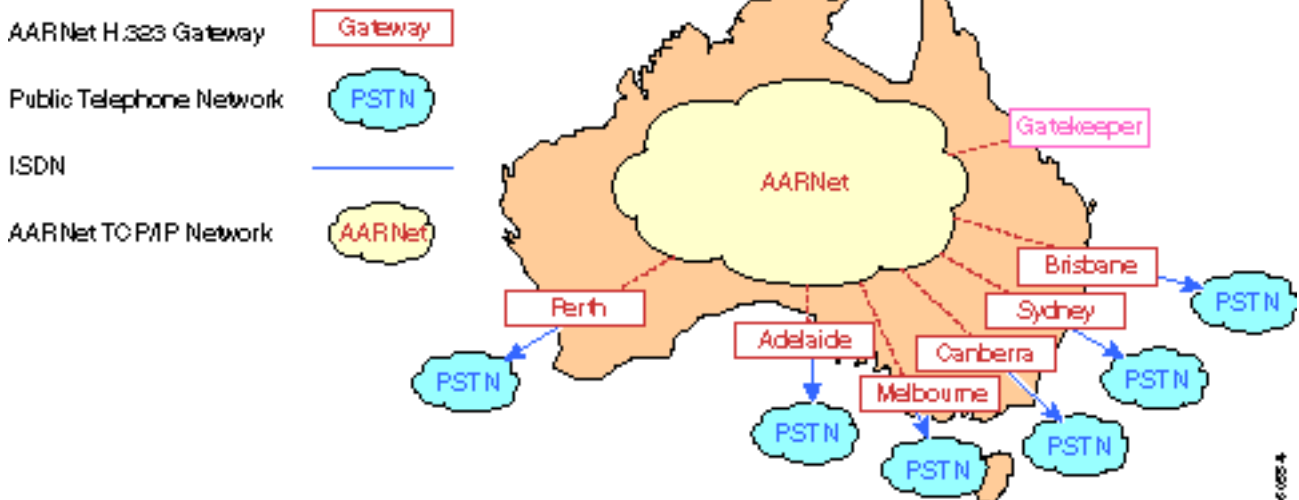 AARNet H.323 Gateway
Gateway
Public Telephone Network
PSTN
ISDN
AARNet TCP/IP Network
AARNet
AARNet
Gatekeeper
Brisbane
PSTN
Sydney
PSTN
Perth
PSTN
Adelaide
PSTN
Canberra
PSTN
Melbourne
PSTN